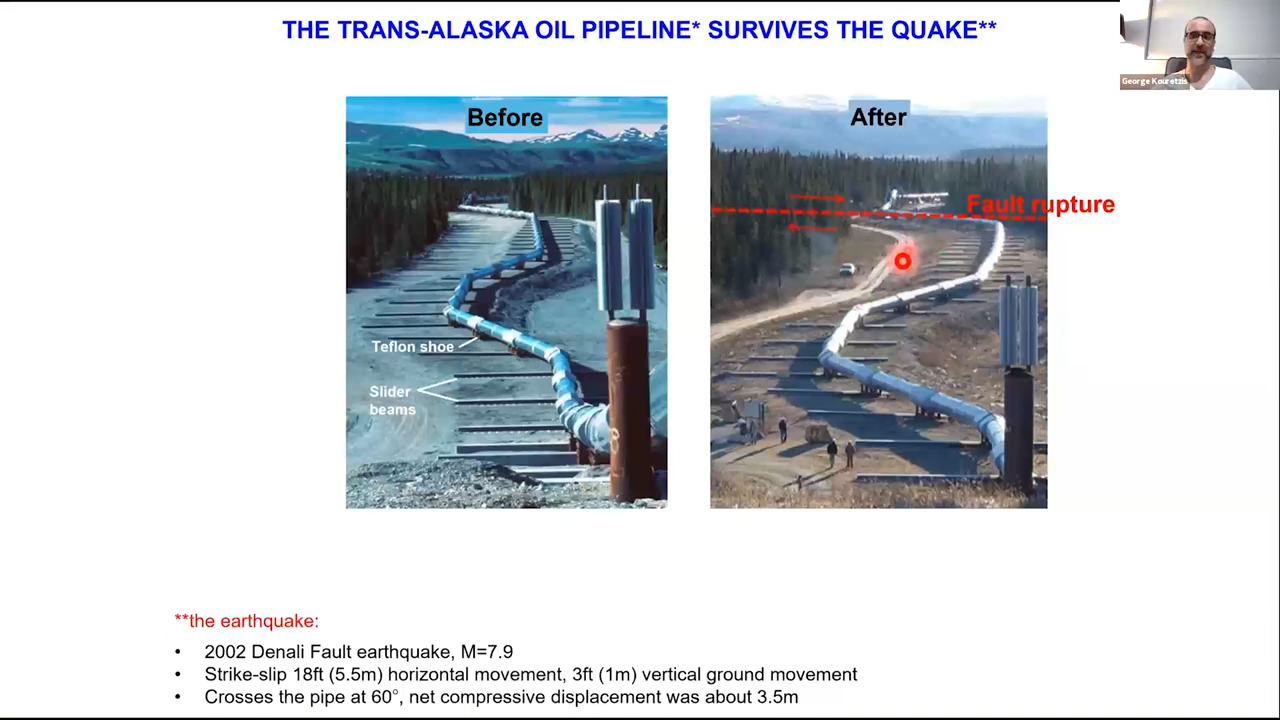 THE TRANS-ALASKA OIL PIPELINE* SURVIVES THE QUAKE**
George Kouretzis
Before
After
Fault rupture
Teflon shoe
Slider
beams
**the earthquake:
• 2002 Denali Fault earthquake, M=7.9
• Strike-slip 18ft (5.5m) horizontal movement, 3ft (1m) vertical ground movement
• Crosses the pipe at 60°, net compressive displacement was about 3.5m